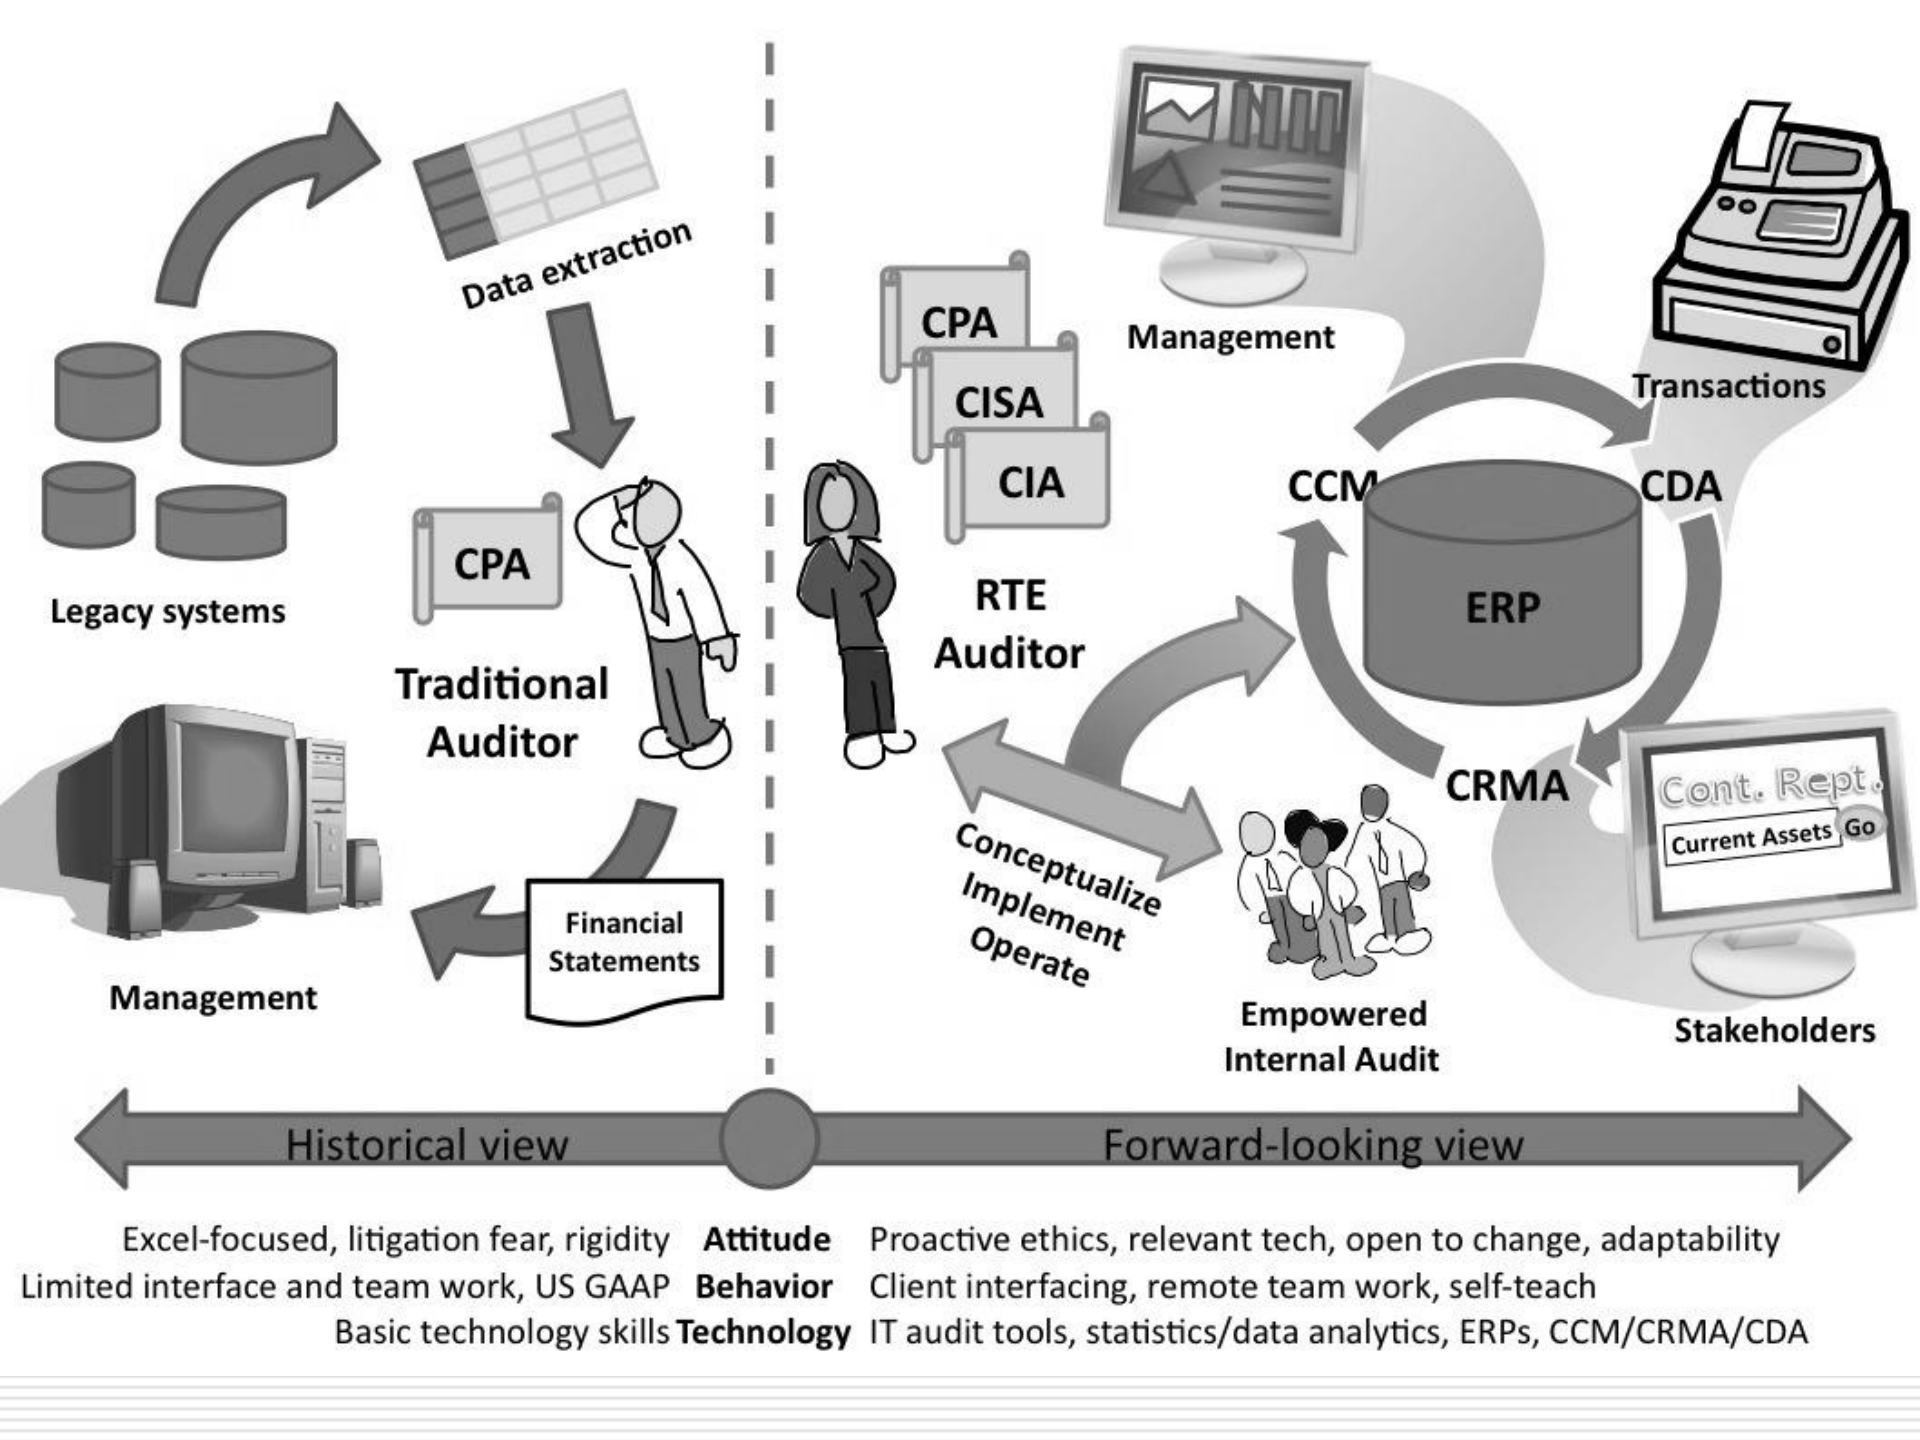 Data extraction
Legacy systems
CPA
Traditional
Auditor
Financial
Statements
Management
CPA
CISA
CIA
RTE
Auditor
Management
Transactions
CCM
CDA
ERP
CRMA
Cont. Rept.
Current Assets Go
Stakeholders
Conceptualize
Implement
Operate
Empowered
Internal Audit
Historical view
Forward-looking view
Excel-focused, litigation fear, rigidity Attitude Proactive ethics, relevant tech, open to change, adaptability
Limited interface and team work, US GAAP Behavior Client interfacing, remote team work, self-teach
Basic technology skills Technology IT audit tools, statistics/data analytics, ERPs, CCM/CRMA/CDA